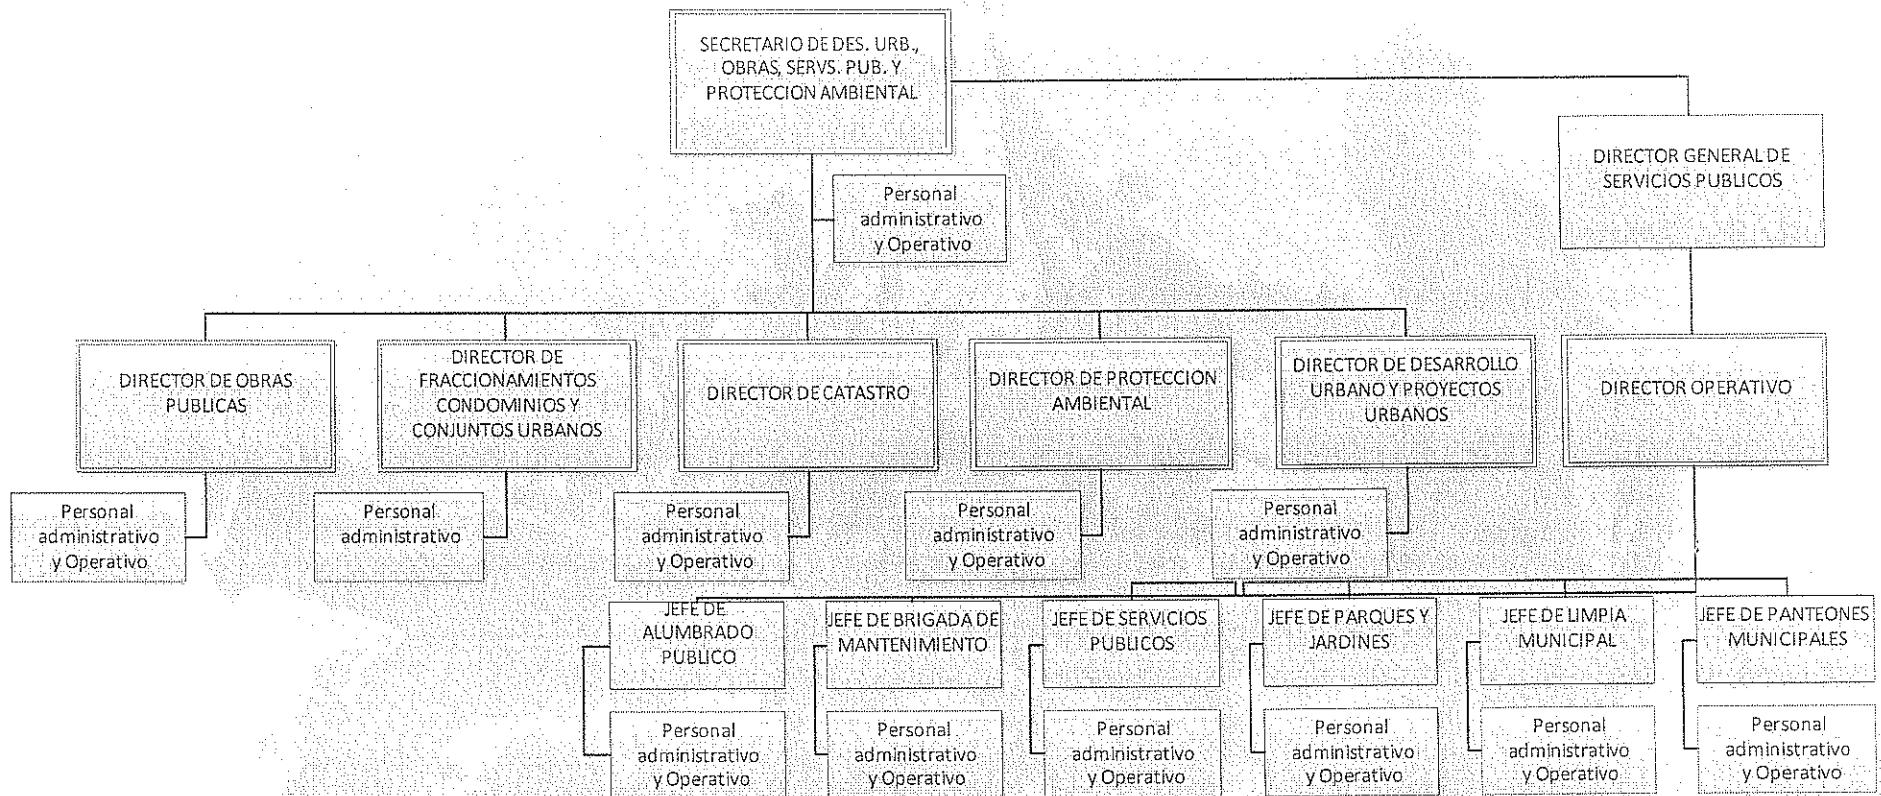 SECRETARIO DE DES. URB.,
OBRAS, SERVS. PUB. Y
PROTECCION AMBIENTAL
DIRECTOR GENERAL DE
SERVICIOS PUBLICOS
Personal
administrativo
y Operativo
DIRECTOR DE OBRAS
PUBLICAS
DIRECTOR DE
FRACCIONAMIENTOS
CONDOMINIOS Y
CONJUNTOS URBANOS
DIRECTOR DE CATASTRO
DIRECTOR DE PROTECCION
AMBIENTAL
DIRECTOR DE DESARROLLO
URBANO Y PROYECTOS
URBANOS
DIRECTOR OPERATIVO
Personal
administrativo
y Operativo
Personal
administrativo
Personal
administrativo
y Operativo
Personal
administrativo
y Operativo
Personal
administrativo
y Operativo
JEFE DE
ALUMBRADO
PUBLICO
JEFE DE BRIGADA DE
MANTENIMIENTO
JEFE DE SERVICIOS
PUBLICOS
JEFE DE PARQUES Y
JARDINES
JEFE DE LIMPIA
MUNICIPAL
JEFE DE PANTEONES
MUNICIPALES
Personal
administrativo
y Operativo
Personal
administrativo
y Operativo
Personal
administrativo
y Operativo
Personal
administrativo
y Operativo
Personal
administrativo
y Operativo
Personal
administrativo
y Operativo